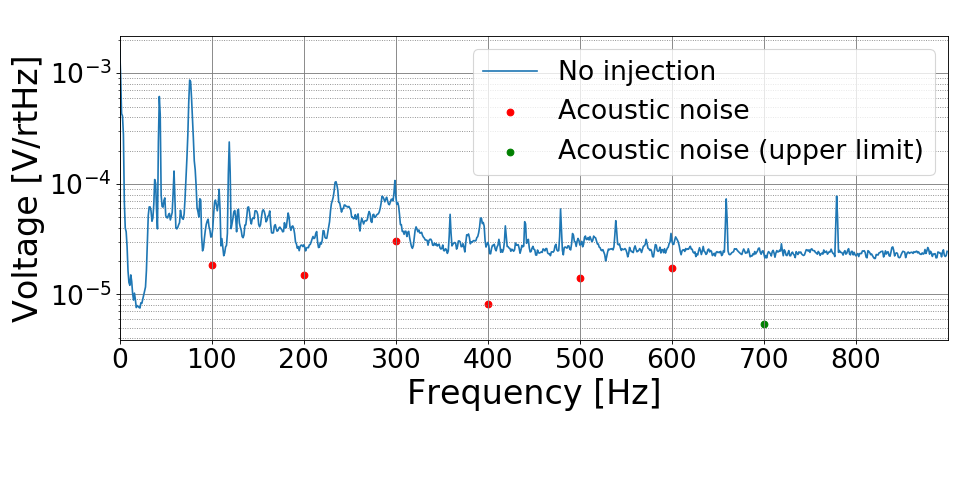 No injection
Acoustic noise
Acoustic noise (upper limit)
Voltage [V/rtHz]
10⁻³
10⁻⁴
10⁻⁵
0 100 200 300 400 500 600 700 800
Frequency [Hz]